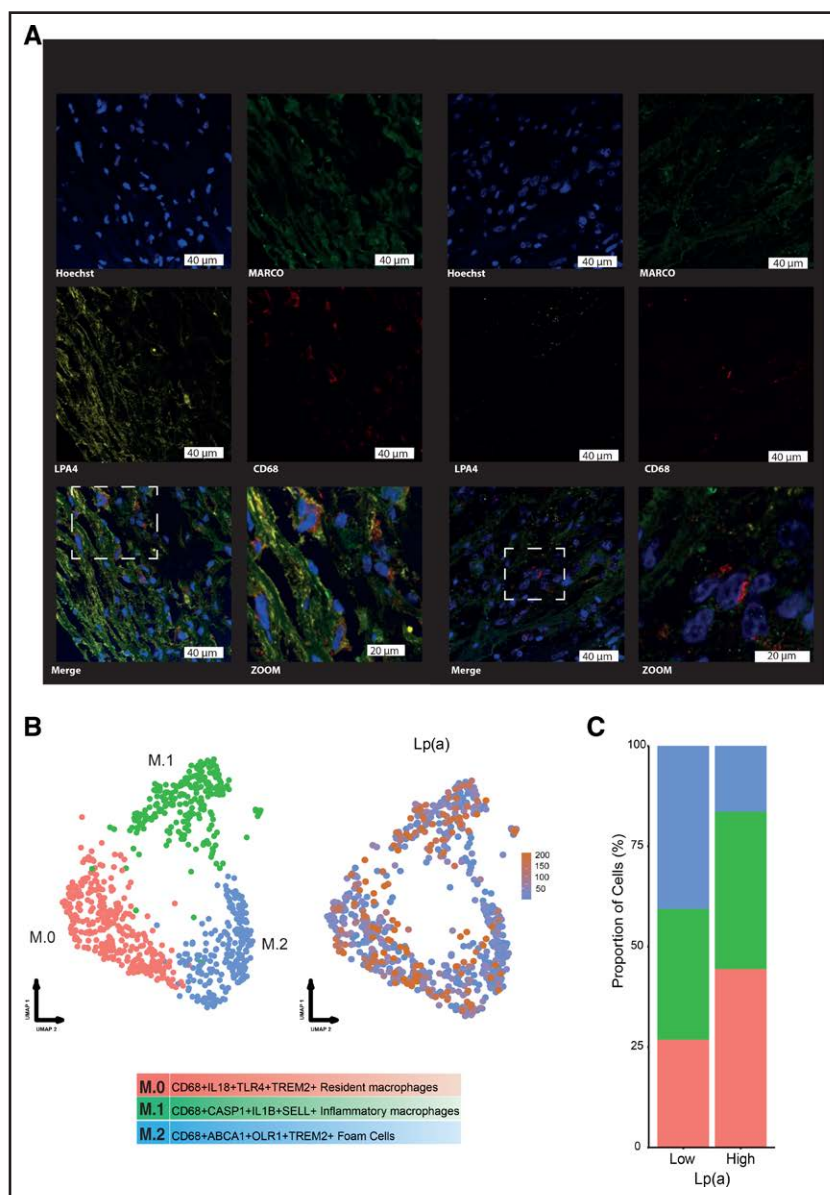 A
Hoechst 40 µm MARCO 40 µm Hoechst 40 µm MARCO 40 µm
LPA4 40 µm CD68 40 µm LPA4 40 µm CD68 40 µm
Merge 40 µm ZOOM 20 µm Merge 40 µm ZOOM 20 µm
B
M.1
M.0
M.2
UMAP 1
UMAP 2
Lp(a)
200
150
100
50
UMAP 1
UMAP 2
M.0 CD68+IL18+TLR4+TREM2+ Resident macrophages
M.1 CD68+CASP1+IL1B+SELL+ Inflammatory macrophages
M.2 CD68+ABCA1+OLR1+TREM2+ Foam Cells
C
Proportion of Cells (%)
100
75
50
25
0
Low High
Lp(a)